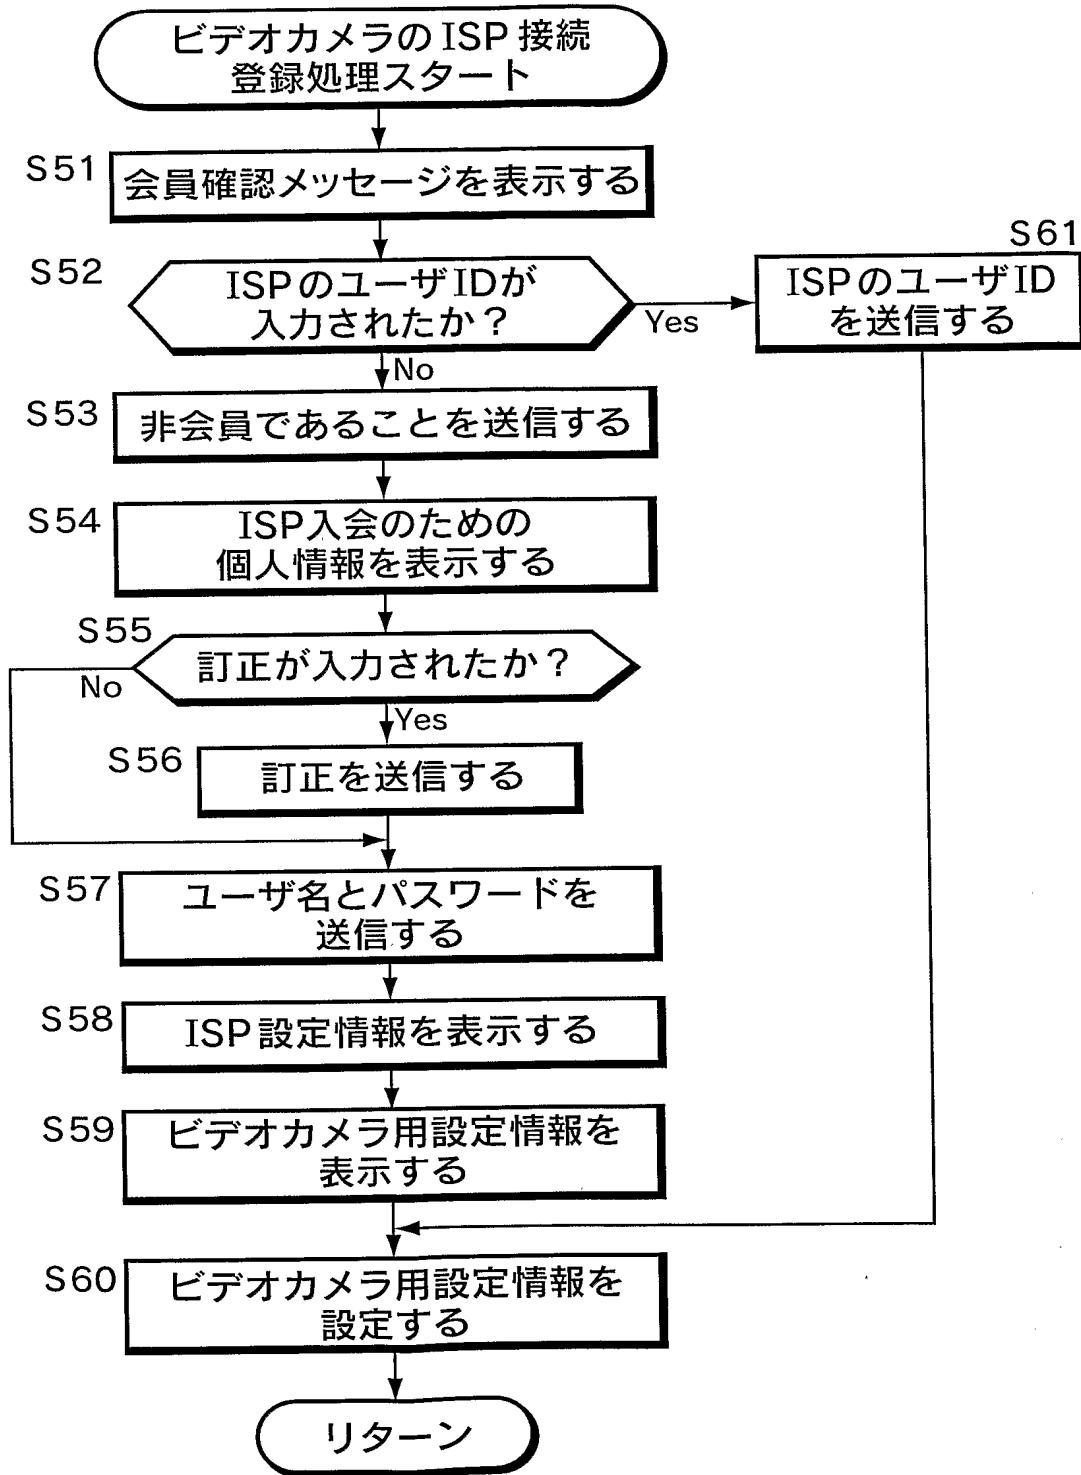 ビデオカメラのISP接続
登録処理スタート
S51
会員確認メッセージを表示する
S52
ISPのユーザIDが
入力されたか？
Yes
No
S61
ISPのユーザID
を送信する
S53
非会員であることを送信する
S54
ISP入会のための
個人情報を表示する
S55
訂正が入力されたか？
No
Yes
S56
訂正を送信する
S57
ユーザ名とパスワードを
送信する
S58
ISP設定情報を表示する
S59
ビデオカメラ用設定情報を
表示する
S60
ビデオカメラ用設定情報を
設定する
リターン